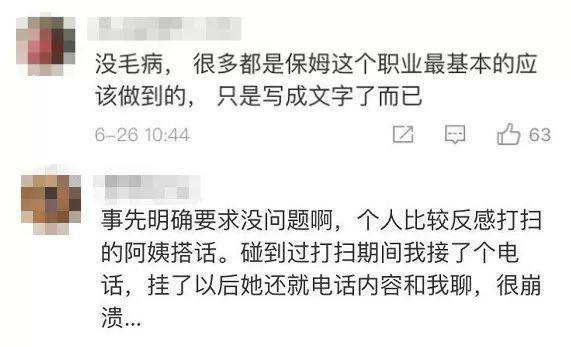 没毛病，很多都是保姆这个职业最基本的应
该做到的，只是写成文字了而已
6-26 10:44
63
事先明确要求没问题啊，个人比较反感打扫
的阿姨搭话。碰到过打扫期间我接了个电
话，挂了以后她还就电话内容和我聊，很崩
溃...